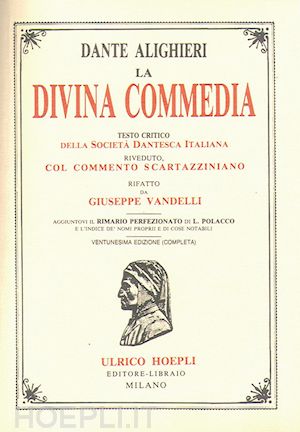 DANTE ALIGHIERI
LA
DIVINA COMMEDIA
TESTO CRITICO
DELLA SOCIETÀ DANTESCA ITALIANA
RIVEDUTO,
COL COMMENTO SCARTAZZINIANO
RIFATTO
DA
GIUSEPPE VANDELLI
AGGIUNTOVI IL RIMARIO PERFEZIONATO DI L. POLACCO
E L'INDICE DE' NOMI PROPRII E DI COSE NOTABILI
VENTUNESIMA EDIZIONE (COMPLETA)
ULRICO HOEPLI
EDITORE-LIBRAIO
MILANO
HOEPLI.IT